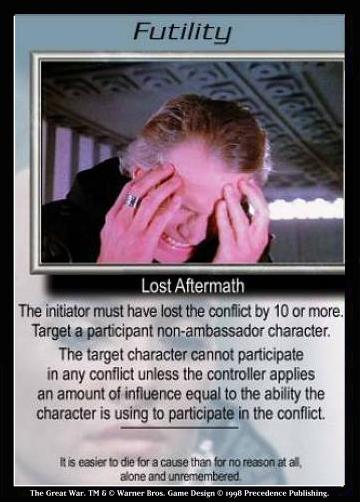 Futility
Lost Aftermath
The initiator must have lost the conflict by 10 or more.
Target a participant non-ambassador character.
The target character cannot participate
in any conflict unless the controller applies
an amount of influence equal to the ability the
character is using to participate in the conflict.
It is easier to die for a cause than for no reason at all,
alone and unremembered.
The Great War. TM & © Warner Bros. Game Design © 1998 Precedence Publishing.